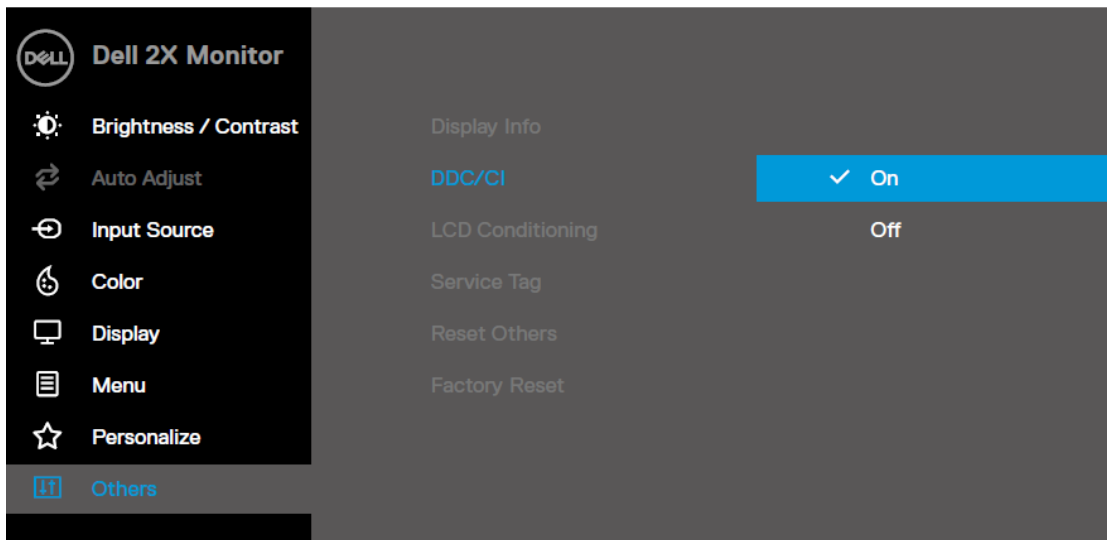 DELL
Dell 2X Monitor
Brightness / Contrast
Auto Adjust
Input Source
Color
Display
Menu
Personalize
Others
Display Info
DDC/CI
LCD Conditioning
Service Tag
Reset Others
Factory Reset
On
Off